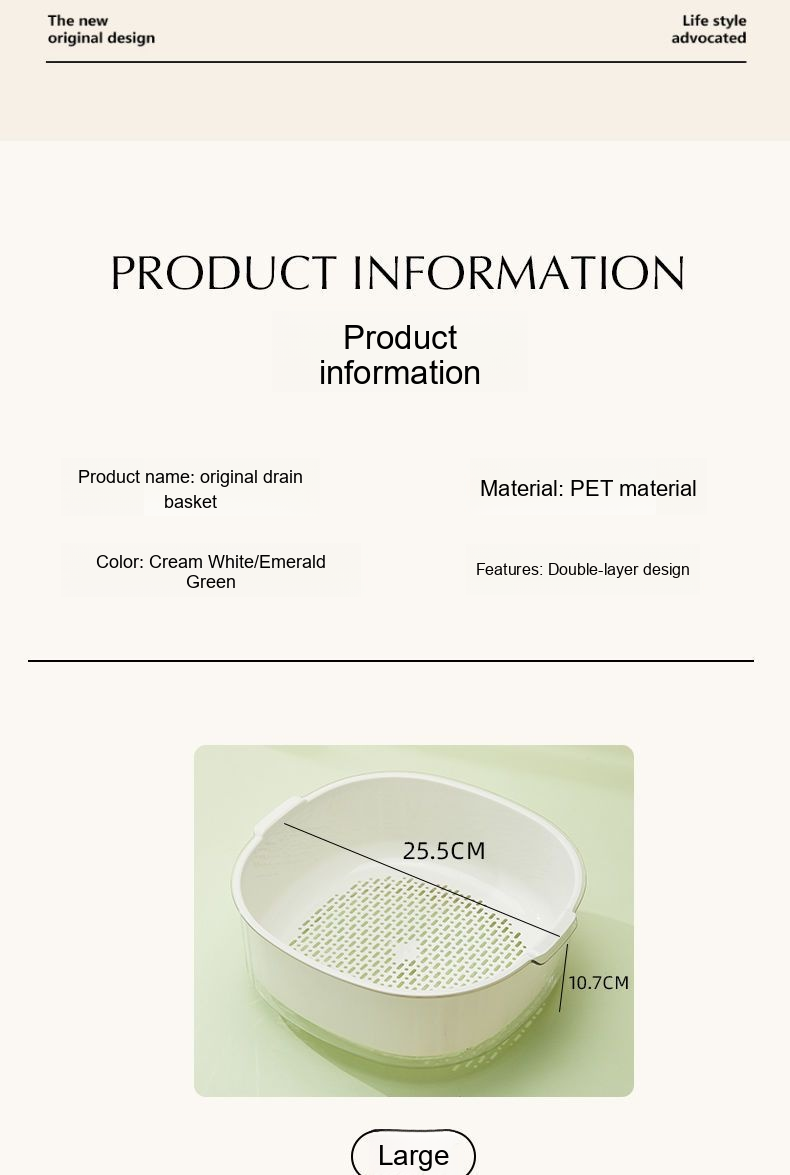 The new
original design
Life style
advocated
PRODUCT INFORMATION
Product
information
Product name: original drain
basket
Material: PET material
Color: Cream White/Emerald
Green
Features: Double-layer design
25.5CM
10.7CM
Large